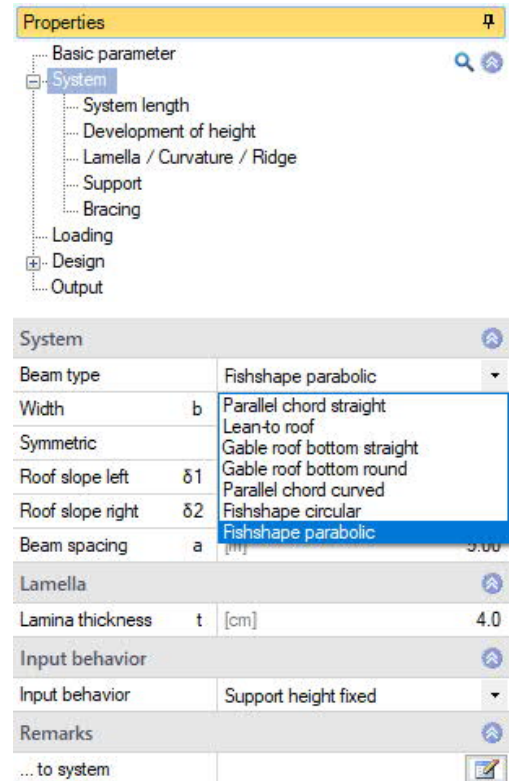 Properties
Basic parameter
System
System length
Development of height
Lamella / Curvature / Ridge
Support
Bracing
Loading
Design
Output
System
Beam type Fishshape parabolic
Width b
Parallel chord straight
Lean-to roof
Symmetric
Gable roof bottom straight
Gable roof bottom round
Roof slope left δ1
Parallel chord curved
Roof slope right δ2 Fishshape circular
Fishshape parabolic
Beam spacing a [m] 5.00
Lamella
Lamina thickness t [cm] 4.0
Input behavior
Input behavior Support height fixed
Remarks
... to system